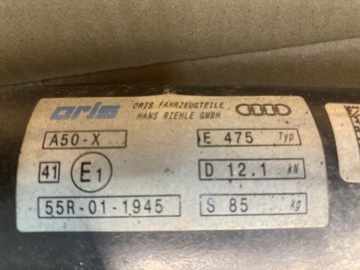 oris ORIS FAHRZEUGTEILE
HANS RIEHLE GMBH
A50-X E 475 Typ
41 E1 D 12.1 kN
55R-01-1945 S 85 kg